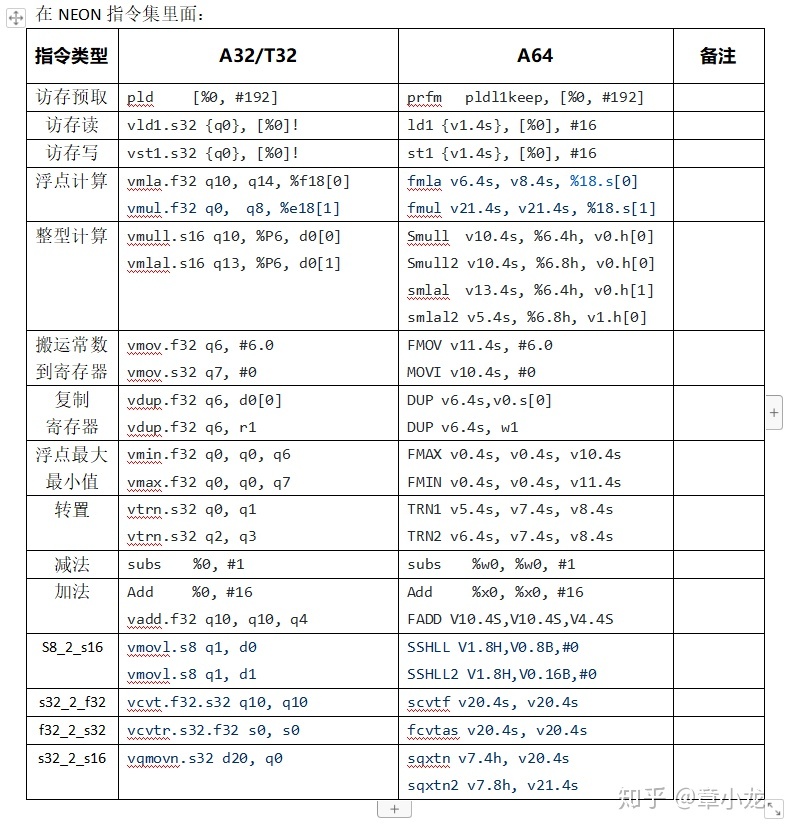 在 NEON 指令集里面：
指令类型 A32/T32 A64 备注
访存预取 pld [%0, #192] prfm pldl1keep, [%0, #192]
访存读 vld1.s32 {q0}, [%0]! ld1 {v1.4s}, [%0], #16
访存写 vst1.s32 {q0}, [%0]! st1 {v1.4s}, [%0], #16
浮点计算 vmla.f32 q10, q14, %f18[0] fmla v6.4s, v8.4s, %18.s[0]
vmul.f32 q0, q8, %e18[1] fmul v21.4s, v21.4s, %18.s[1]
整型计算 vmull.s16 q10, %P6, d0[0] Smull v10.4s, %6.4h, v0.h[0]
vmlal.s16 q13, %P6, d0[1] Smull2 v10.4s, %6.8h, v0.h[0]
smlal v13.4s, %6.4h, v0.h[1]
smlal2 v5.4s, %6.8h, v1.h[0]
搬运常数 vmov.f32 q6, #6.0 FMOV v11.4s, #6.0
到寄存器 vmov.s32 q7, #0 MOVI v10.4s, #0
复制 vdup.f32 q6, d0[0] DUP v6.4s,v0.s[0]
寄存器 vdup.f32 q6, r1 DUP v6.4s, w1
浮点最大 vmin.f32 q0, q0, q6 FMAX v0.4s, v0.4s, v10.4s
最小值 vmax.f32 q0, q0, q7 FMIN v0.4s, v0.4s, v11.4s
转置 vtrn.s32 q0, q1 TRN1 v5.4s, v7.4s, v8.4s
vtrn.s32 q2, q3 TRN2 v6.4s, v7.4s, v8.4s
减法 subs %0, #1 subs %w0, %w0, #1
加法 Add %0, #16 Add %x0, %x0, #16
vadd.f32 q10, q10, q4 FADD V10.4S,V10.4S,V4.4S
S8_2_s16 vmovl.s8 q1, d0 SSHLL V1.8H,V0.8B,#0
vmovl.s8 q1, d1 SSHLL2 V1.8H,V0.16B,#0
s32_2_f32 vcvt.f32.s32 q10, q10 scvtf v20.4s, v20.4s
f32_2_s32 vcvtr.s32.f32 s0, s0 fcvtas v20.4s, v20.4s
s32_2_s16 vqmovn.s32 d20, q0 sqxtn v7.4h, v20.4s
sqxtn2 v7.8h, v21.4s
知乎 @章小龙